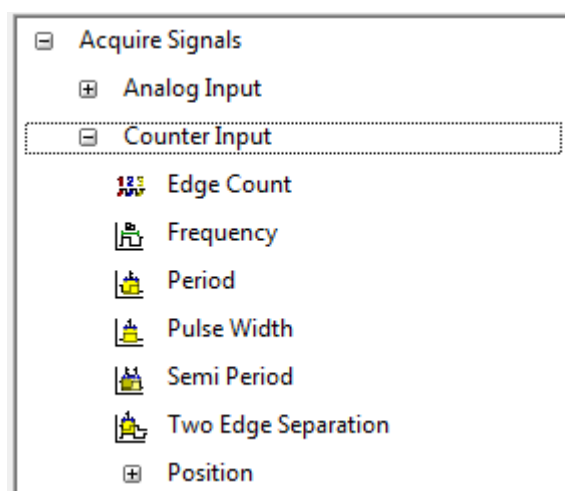 Acquire Signals
Analog Input
Counter Input
Edge Count
Frequency
Period
Pulse Width
Semi Period
Two Edge Separation
Position